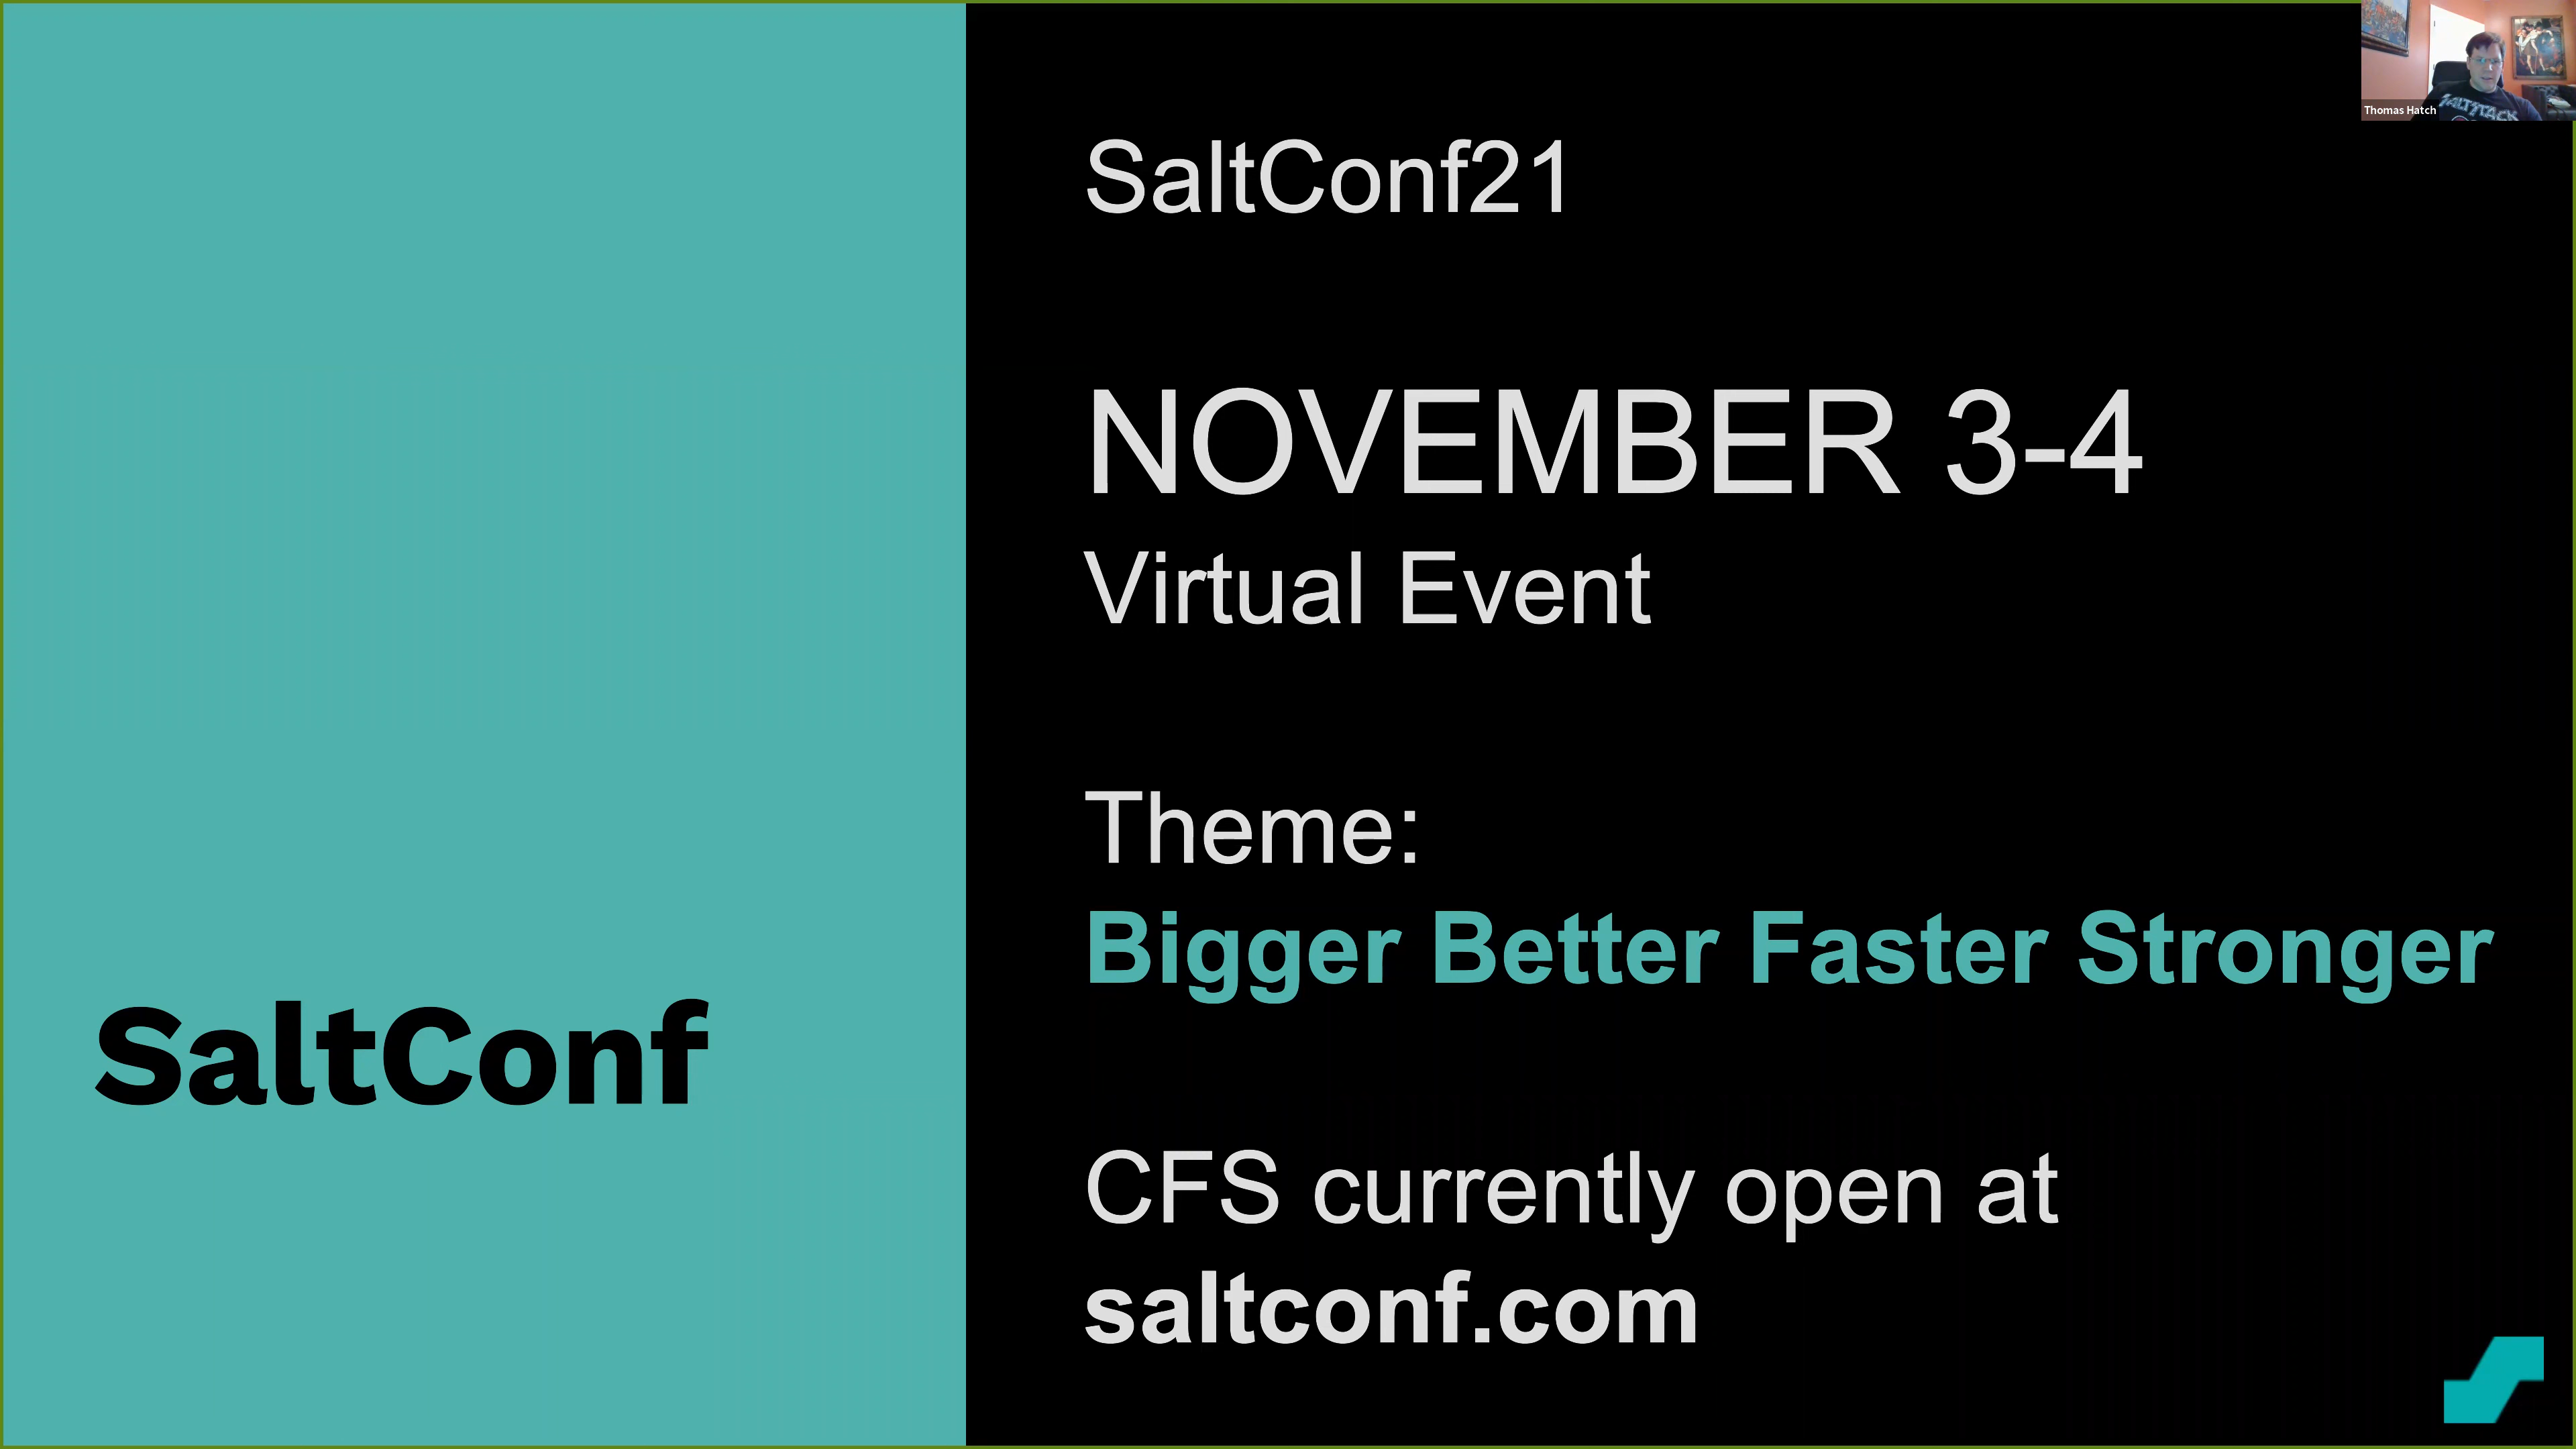 Thomas Hatch
SALTSTACK
SaltConf21
NOVEMBER 3-4
Virtual Event
Theme:
Bigger Better Faster Stronger
SaltConf
CFS currently open at
saltconf.com